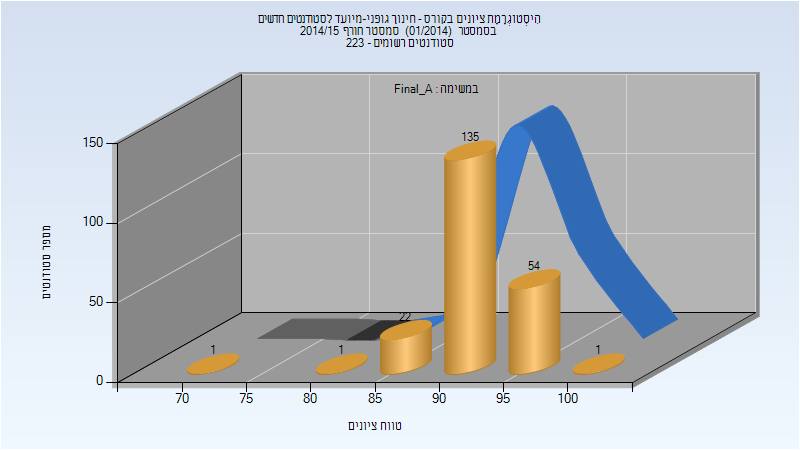 היסטוגרמת ציונים בקורס - חינוך גופני-מיועד לסטודנטים חדשים
בסמסטר (01/2014) סמסטר חורף 2014/15
סטודנטים רשומים - 223
במשימה : Final_A
מספר סטודנטים
150
100
50
0
1
1
22
135
54
1
70
75
80
85
90
95
100
טווח ציונים